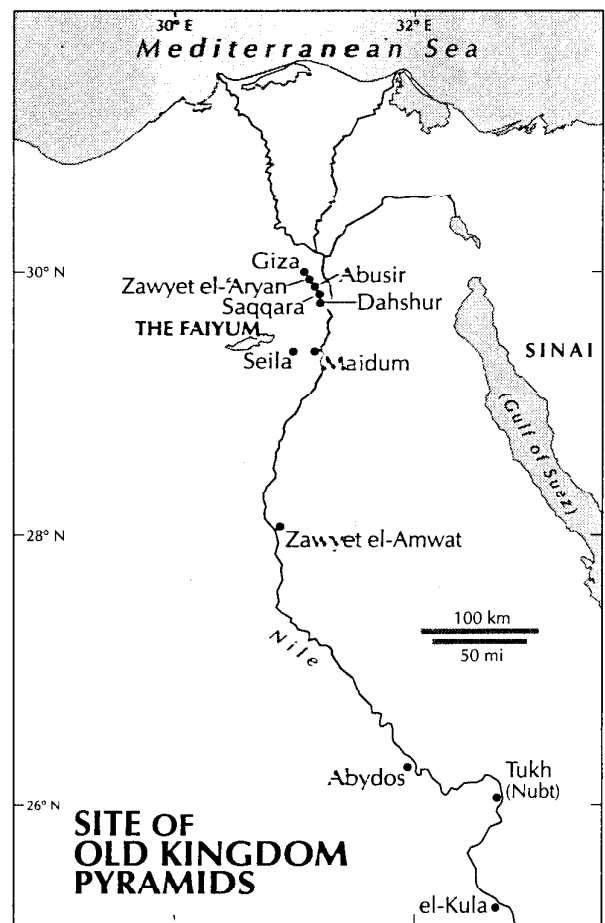 30° E
32° E
Mediterranean Sea
30° N
Giza
Abusir
Zawyet el-‘Aryan
Saqqara
Dahshur
THE FAIYUM
SINAI
Seila
Maidum
(Gulf of Suez)
28° N
Zawyet el-Amwat
100 km
50 mi
Nile
Abydos
Tukh
(Nubt)
26° N
SITE OF
OLD KINGDOM
PYRAMIDS
el-Kula